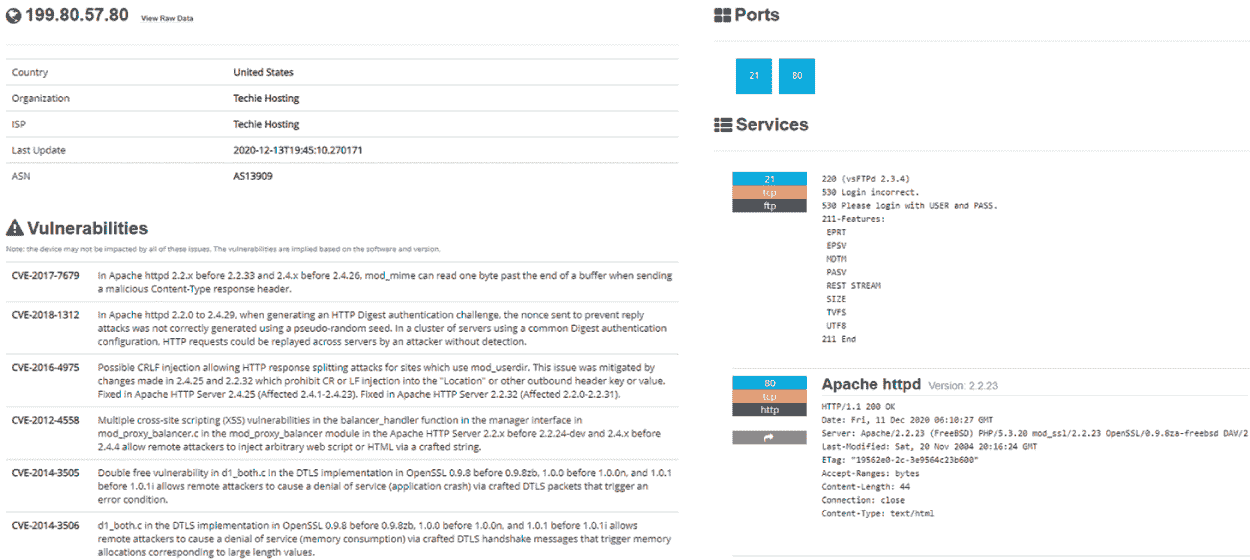 199.80.57.80 View Raw Data
Country United States
Organization Techie Hosting
ISP Techie Hosting
Last Update 2020-12-13T19:45:10.270171
ASN AS13909
Vulnerabilities
Note: the device may not be impacted by all of these issues. The vulnerabilities are implied based on the software and version.
CVE-2017-7679 In Apache httpd 2.2.x before 2.2.33 and 2.4.x before 2.4.26, mod_mime can read one byte past the end of a buffer when sending
a malicious Content-Type response header.
CVE-2018-1312 In Apache httpd 2.2.0 to 2.4.29, when generating an HTTP Digest authentication challenge, the nonce sent to prevent reply
attacks was not correctly generated using a pseudo-random seed. In a cluster of servers using a common Digest authentication
configuration, HTTP requests could be replayed across servers by an attacker without detection.
CVE-2016-4975 Possible CRLF injection allowing HTTP response splitting attacks for sites which use mod_userdir. This issue was mitigated by
changes made in 2.4.25 and 2.2.32 which prohibit CR or LF injection into the "Location" or other outbound header key or value.
Fixed in Apache HTTP Server 2.4.25 (Affected 2.4.1-2.4.23). Fixed in Apache HTTP Server 2.2.32 (Affected 2.2.0-2.2.31).
CVE-2012-4558 Multiple cross-site scripting (XSS) vulnerabilities in the balancer_handler function in the manager interface in
mod_proxy_balancer.c in the mod_proxy_balancer module in the Apache HTTP Server 2.2.x before 2.2.24-dev and 2.4.x before
2.4.4 allow remote attackers to inject arbitrary web script or HTML via a crafted string.
CVE-2014-3505 Double free vulnerability in d1_both.c in the DTLS implementation in OpenSSL 0.9.8 before 0.9.8zb, 1.0.0 before 1.0.0n, and 1.0.1
before 1.0.1i allows remote attackers to cause a denial of service (application crash) via crafted DTLS packets that trigger an
error condition.
CVE-2014-3506 d1_both.c in the DTLS implementation in OpenSSL 0.9.8 before 0.9.8zb, 1.0.0 before 1.0.0n, and 1.0.1 before 1.0.1i allows
remote attackers to cause a denial of service (memory consumption) via crafted DTLS handshake messages that trigger memory
allocations corresponding to large length values.
Ports
21 80
Services
21
tcp
ftp
220 (vsFTPd 2.3.4)
530 Login incorrect.
530 Please login with USER and PASS.
211-Features:
EPRT
EPSV
MDTM
PASV
REST STREAM
SIZE
TVFS
UTF8
211 End
80
tcp
http
Apache httpd Version: 2.2.23
HTTP/1.1 200 OK
Date: Fri, 11 Dec 2020 06:10:27 GMT
Server: Apache/2.2.23 (FreeBSD) PHP/5.3.20 mod_ssl/2.2.23 OpenSSL/0.9.8za-freebsd DAV/2
Last-Modified: Sat, 20 Nov 2004 20:16:24 GMT
ETag: "19562e0-2c-3e9564c23b600"
Accept-Ranges: bytes
Content-Length: 44
Connection: close
Content-Type: text/html